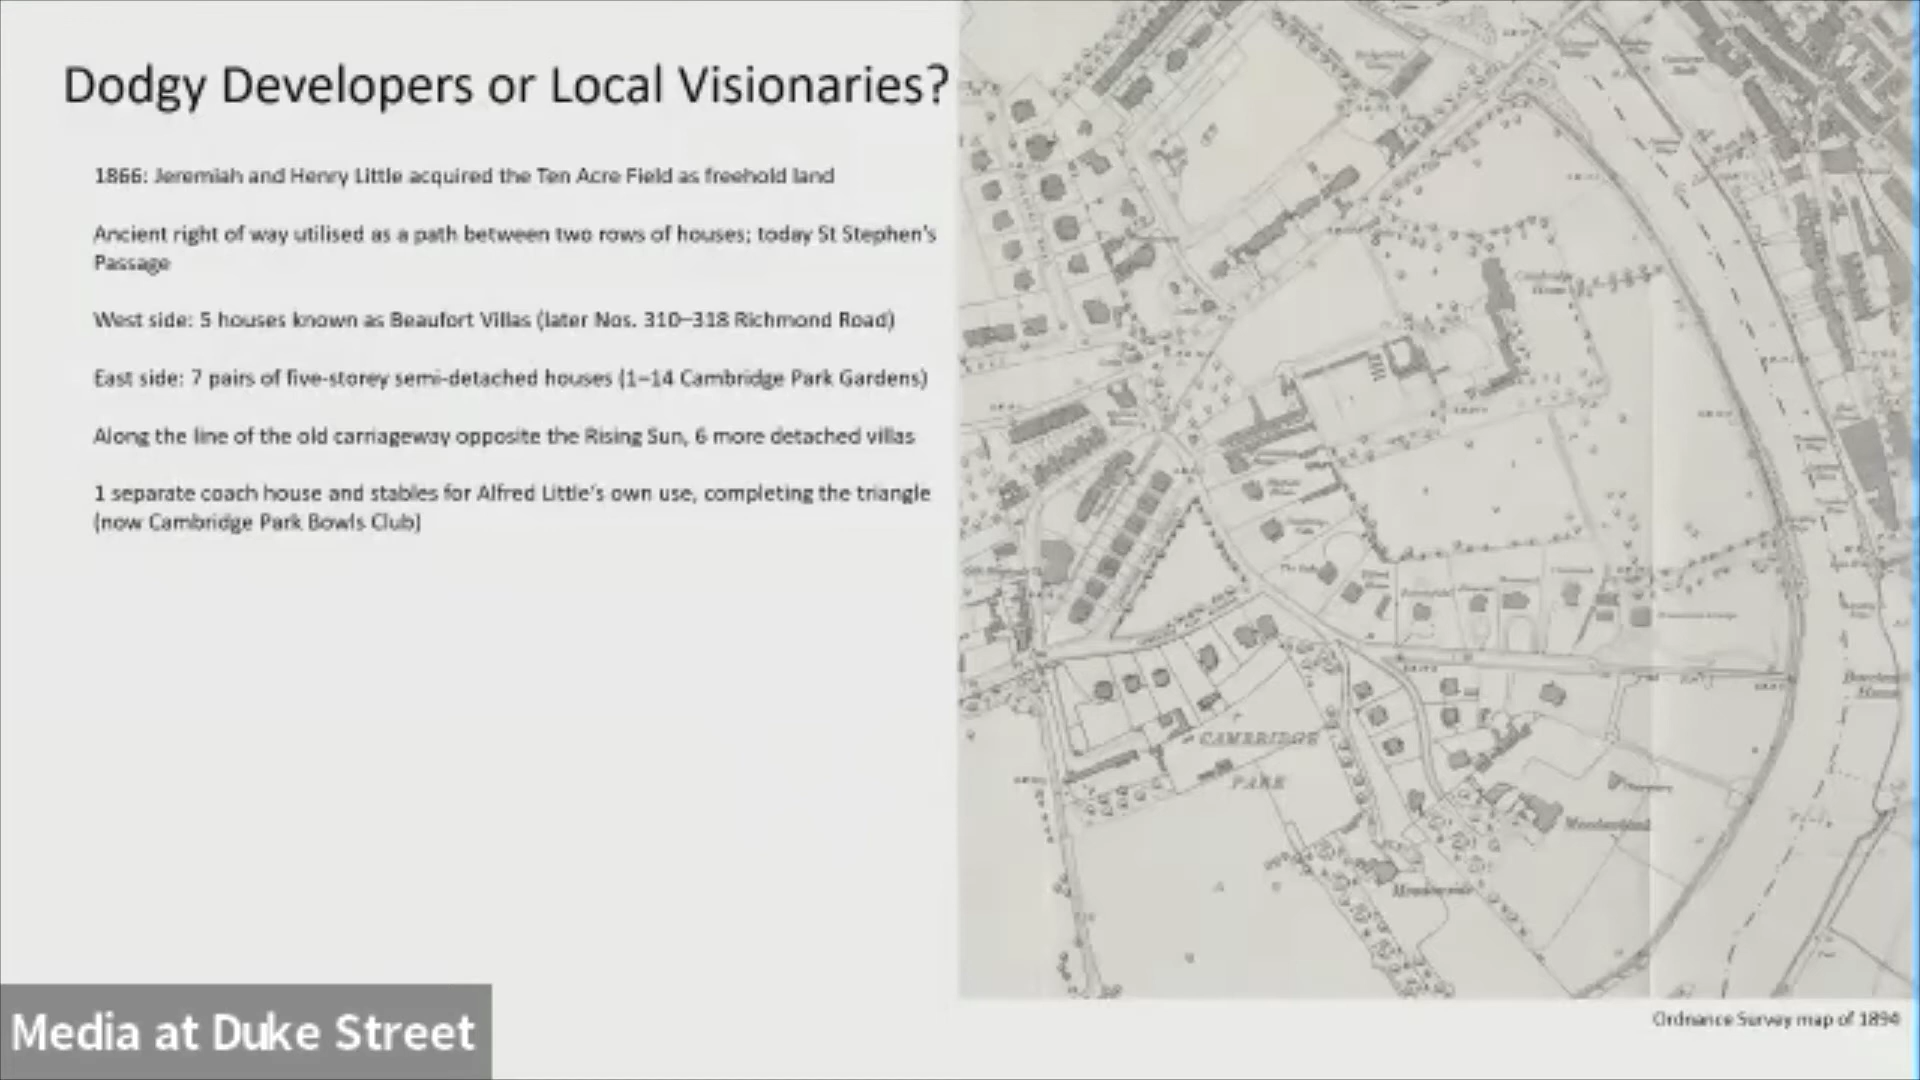 Dodgy Developers or Local Visionaries?
1866: Jeremiah and Henry Little acquired the Ten Acre Field as freehold land
Ancient right of way utilised as a path between two rows of houses; today St Stephen's
Passage
West side: 5 houses known as Beaufort Villas (later Nos. 310–318 Richmond Road)
East side: 7 pairs of five-storey semi-detached houses (1–14 Cambridge Park Gardens)
Along the line of the old carriageway opposite the Rising Sun, 6 more detached villas
1 separate coach house and stables for Alfred Little's own use, completing the triangle
(now Cambridge Park Bowls Club)
Cambridge
House
CAMBRIDGE
PARK
Meadowside
Ordnance Survey map of 1894
Media at Duke Street